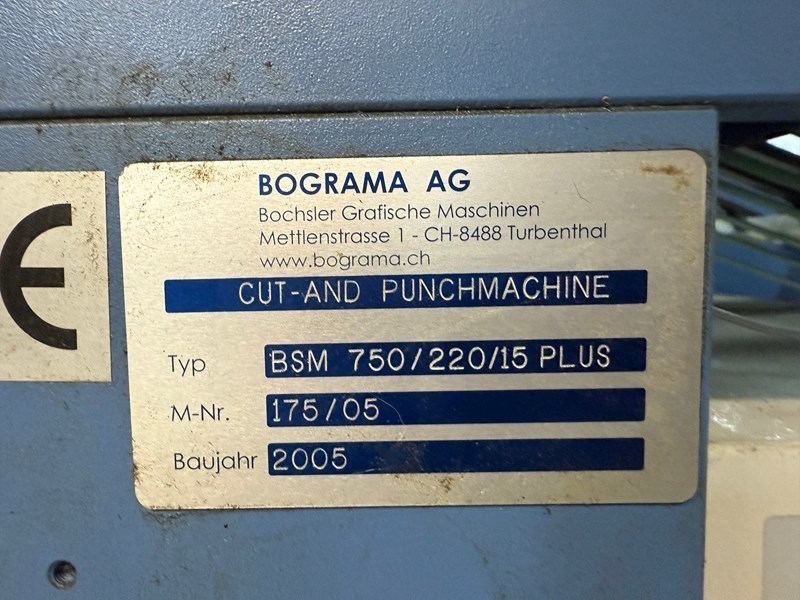 BOGRAMA AG
Bochsler Grafische Maschinen
Mettlenstrasse 1 - CH-8488 Turbenthal
www.bograma.ch
CUT-AND PUNCHMACHINE
Typ BSM 750/220/15 PLUS
M-Nr. 175/05
Baujahr 2005